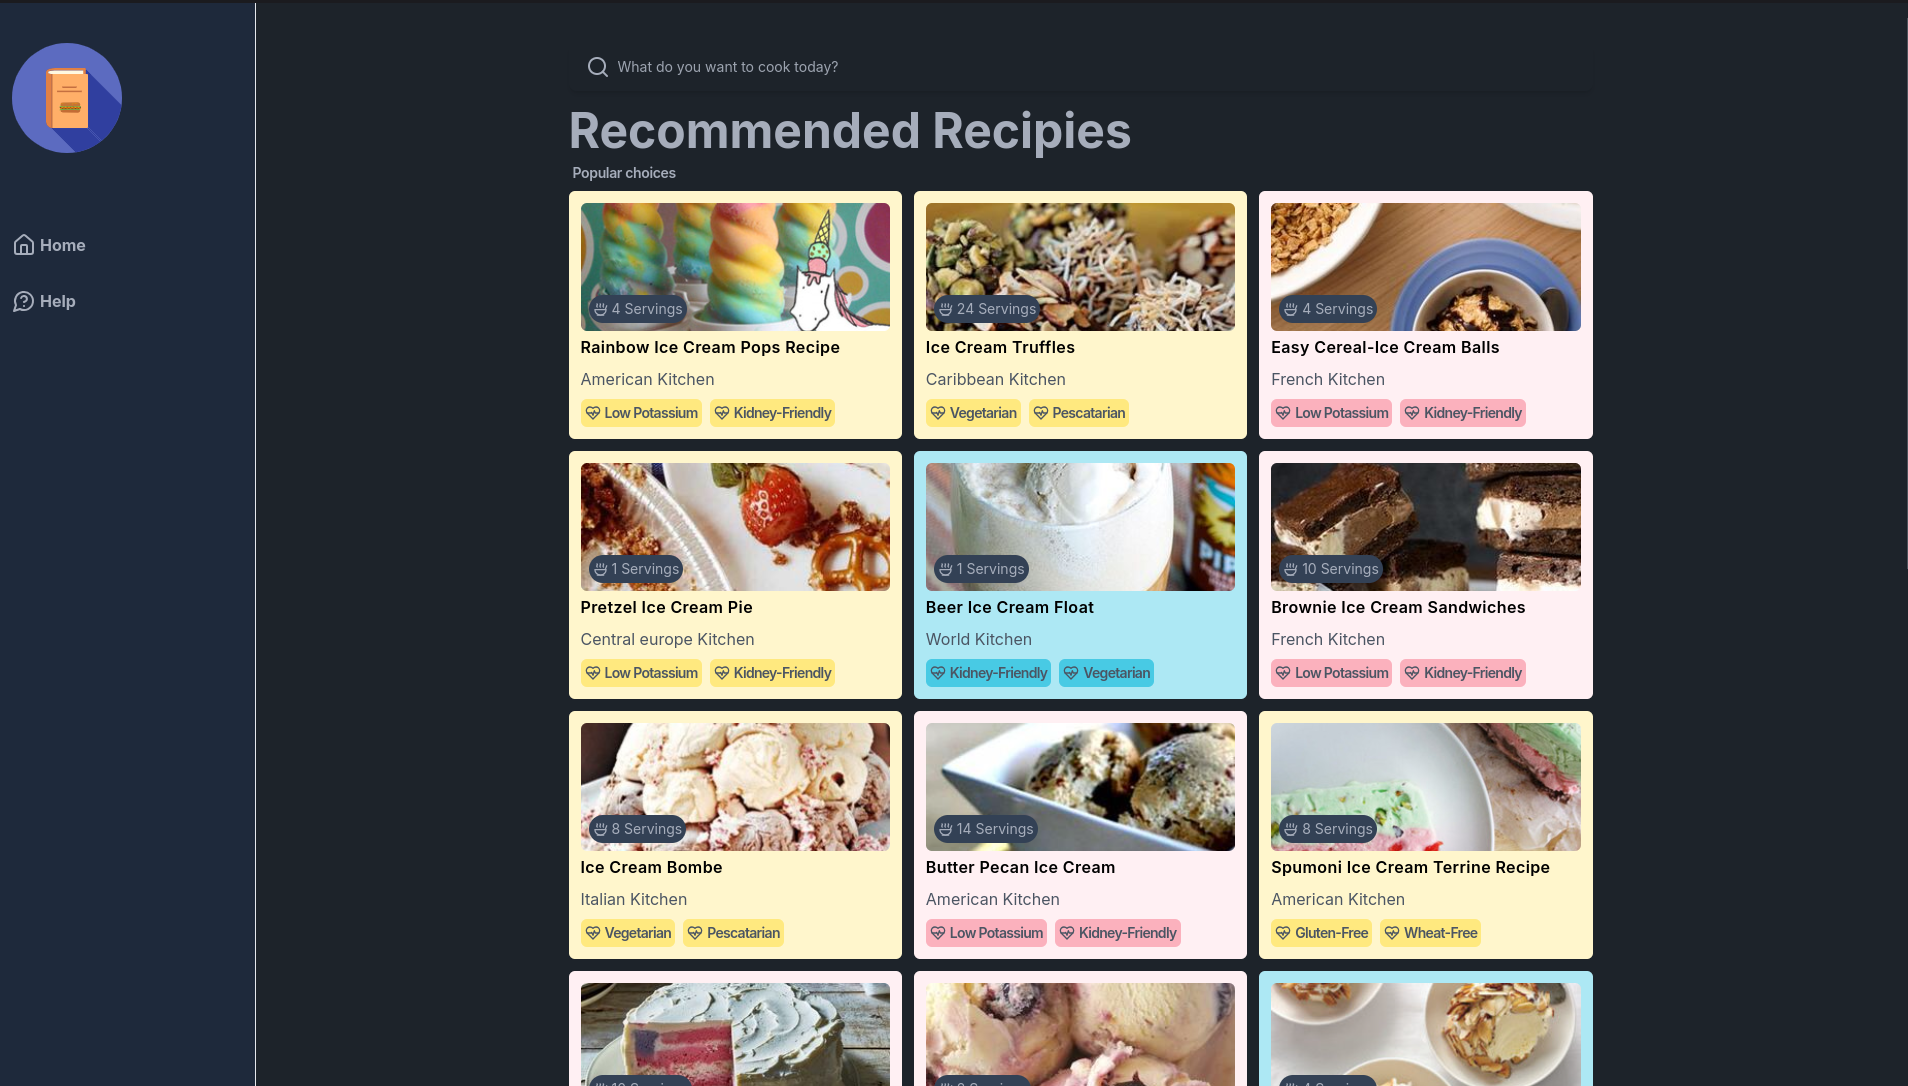 What do you want to cook today?
Recommended Recipies
Popular choices
Home
Help
4 Servings
Rainbow Ice Cream Pops Recipe
American Kitchen
Low Potassium Kidney-Friendly
24 Servings
Ice Cream Truffles
Caribbean Kitchen
Vegetarian Pescatarian
4 Servings
Easy Cereal-Ice Cream Balls
French Kitchen
Low Potassium Kidney-Friendly
1 Servings
Pretzel Ice Cream Pie
Central europe Kitchen
Low Potassium Kidney-Friendly
1 Servings
Beer Ice Cream Float
World Kitchen
Kidney-Friendly Vegetarian
10 Servings
Brownie Ice Cream Sandwiches
French Kitchen
Low Potassium Kidney-Friendly
8 Servings
Ice Cream Bombe
Italian Kitchen
Vegetarian Pescatarian
14 Servings
Butter Pecan Ice Cream
American Kitchen
Low Potassium Kidney-Friendly
8 Servings
Spumoni Ice Cream Terrine Recipe
American Kitchen
Gluten-Free Wheat-Free